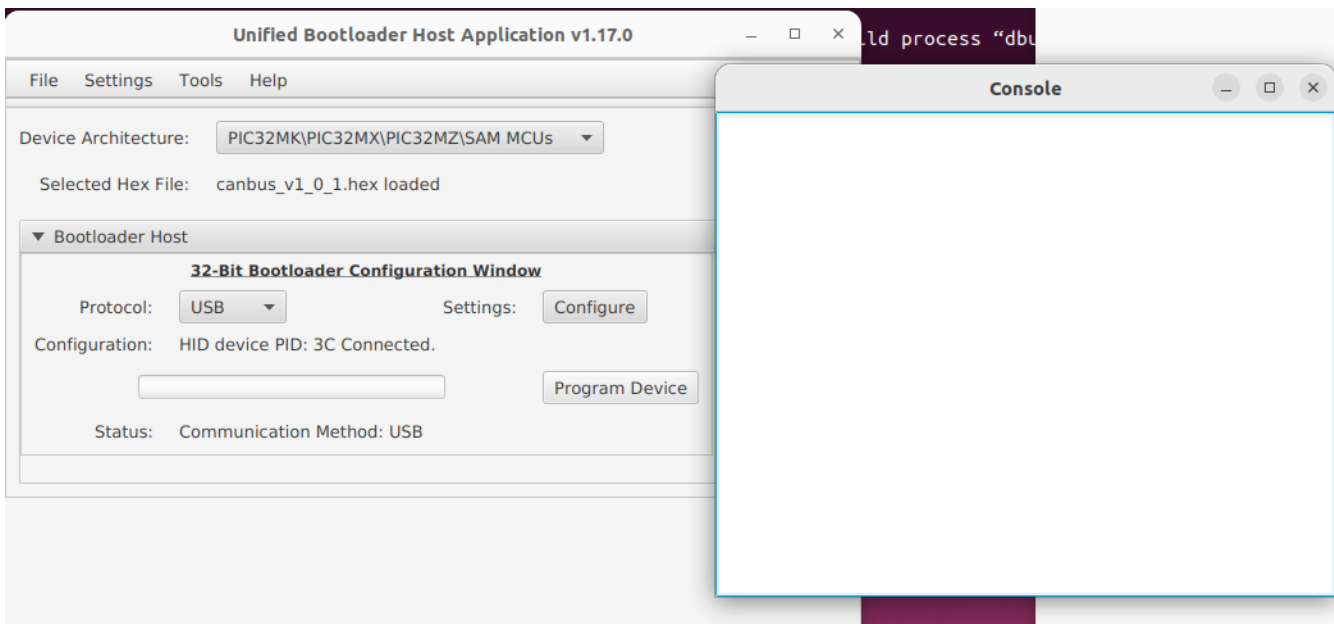 Unified Bootloader Host Application v1.17.0
ld process “dbu
File Settings Tools Help
Console
Device Architecture: PIC32MK\PIC32MX\PIC32MZ\SAM MCUs
Selected Hex File: canbus_v1_0_1.hex loaded
Bootloader Host
32-Bit Bootloader Configuration Window
Protocol: USB Settings: Configure
Configuration: HID device PID: 3C Connected.
Program Device
Status: Communication Method: USB